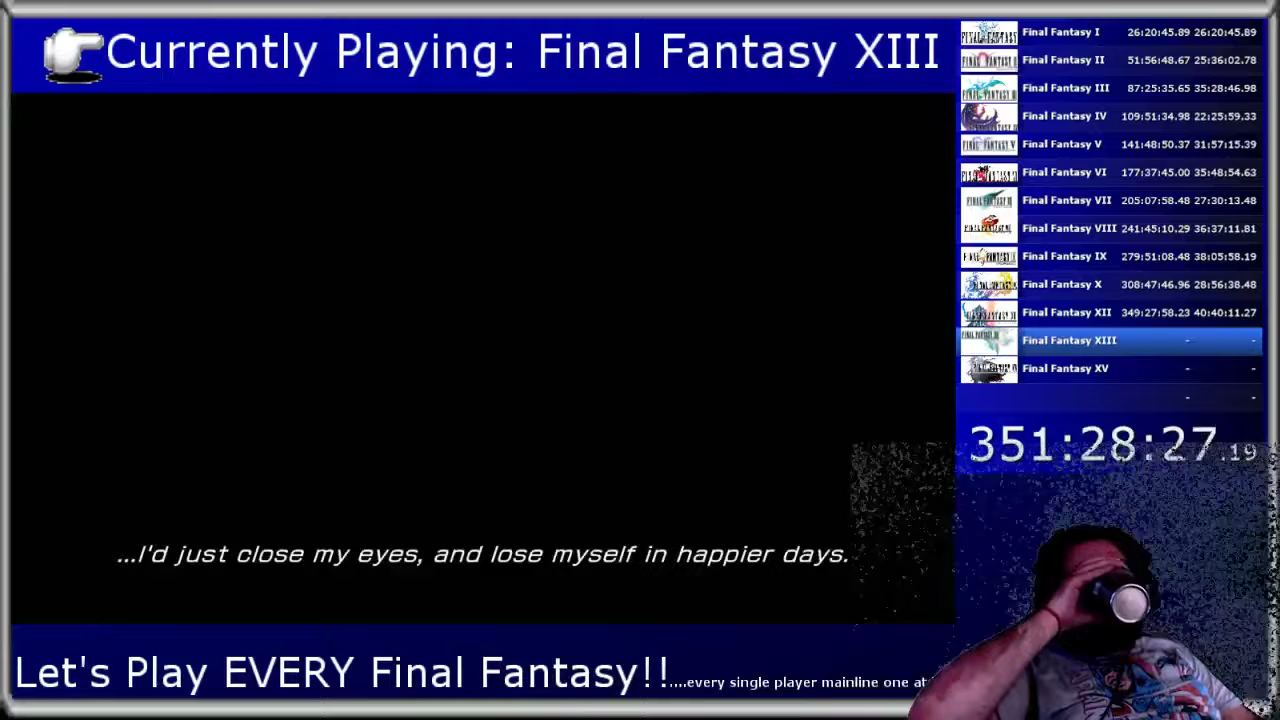 Currently Playing: Final Fantasy XIII
Final Fantasy I 26:20:45.89 26:20:45.89
Final Fantasy II 51:56:48.67 25:36:02.78
Final Fantasy III 87:25:35.65 35:28:46.98
Final Fantasy IV 109:51:34.98 22:25:59.33
Final Fantasy V 141:48:50.37 31:57:15.39
Final Fantasy VI 177:37:45.00 35:48:54.63
Final Fantasy VII 205:07:58.48 27:30:13.48
Final Fantasy VIII 241:45:10.29 36:37:11.81
Final Fantasy IX 279:51:08.48 38:05:58.19
Final Fantasy X 308:47:46.96 28:56:38.48
Final Fantasy XII 349:27:58.23 40:40:11.27
Final Fantasy XIII - -
Final Fantasy XV - -
- -
351:28:27.19
...I'd just close my eyes, and lose myself in happier days.
Let's Play EVERY Final Fantasy!!....every single player mainline one at